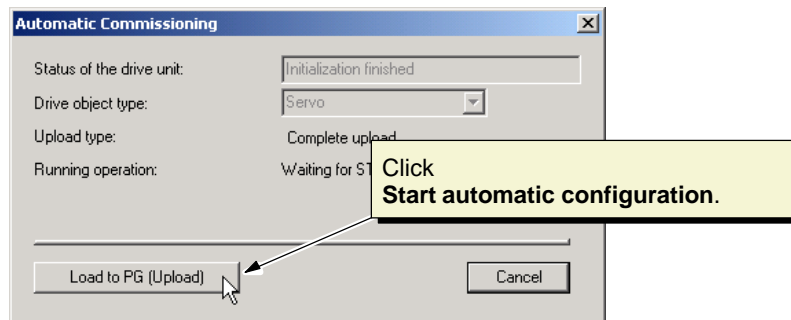 Automatic Commissioning
Status of the drive unit: Initialization finished
Drive object type: Servo
Upload type: Complete upload
Running operation: Waiting for
Click
Start automatic configuration.
Load to PG (Upload) Cancel